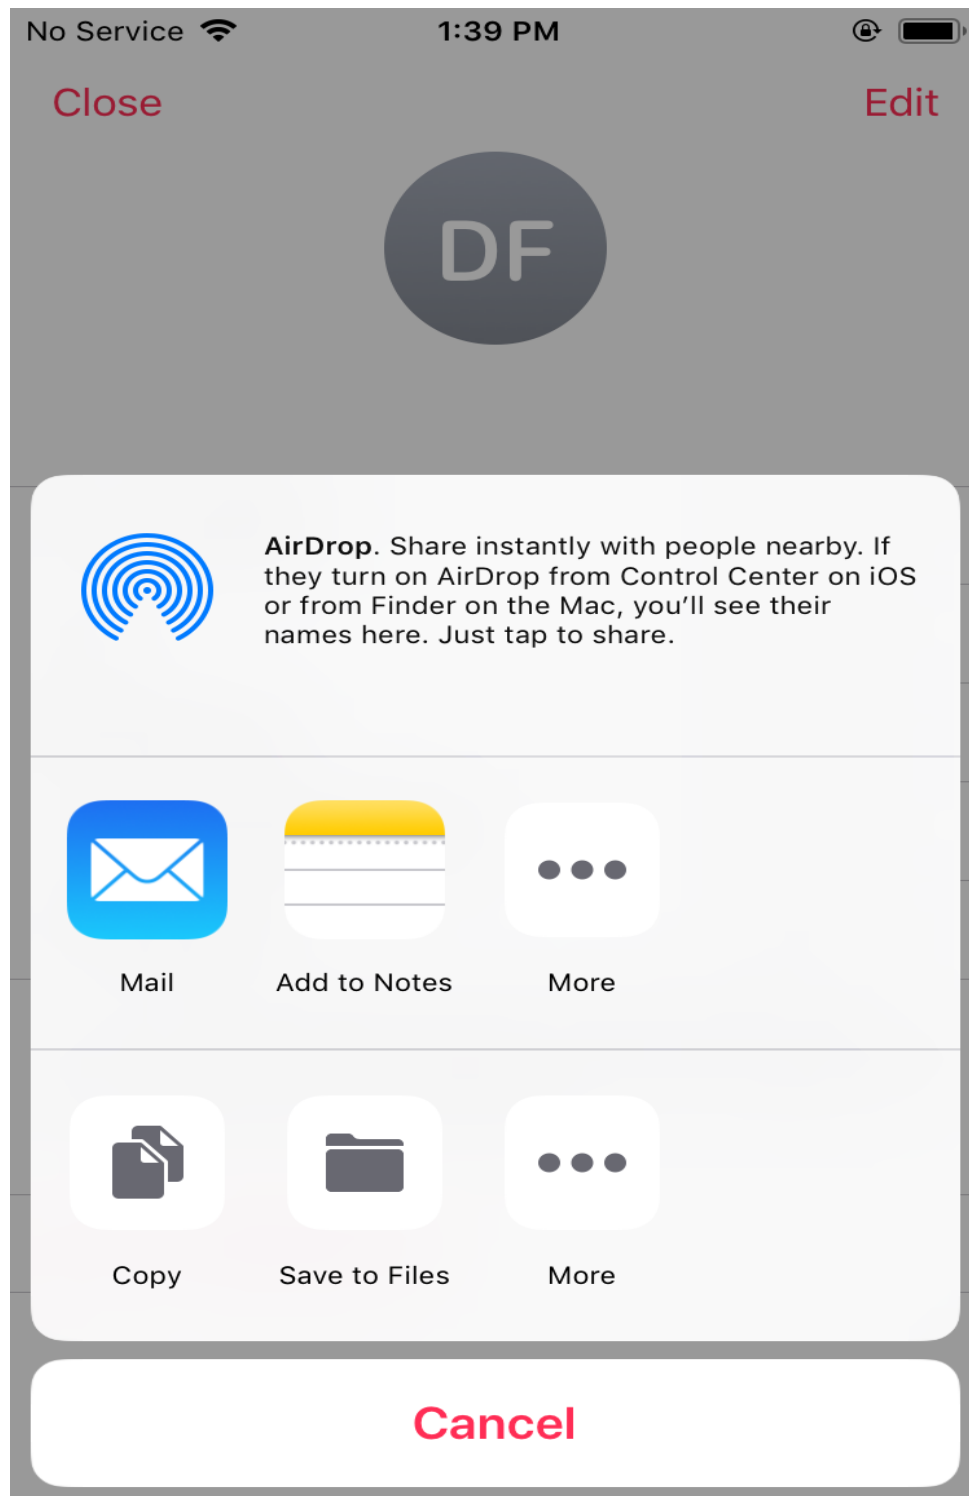 No Service
1:39 PM
Close
Edit
DF
AirDrop. Share instantly with people nearby. If
they turn on AirDrop from Control Center on iOS
or from Finder on the Mac, you’ll see their
names here. Just tap to share.
Mail
Add to Notes
More
Copy
Save to Files
More
Cancel